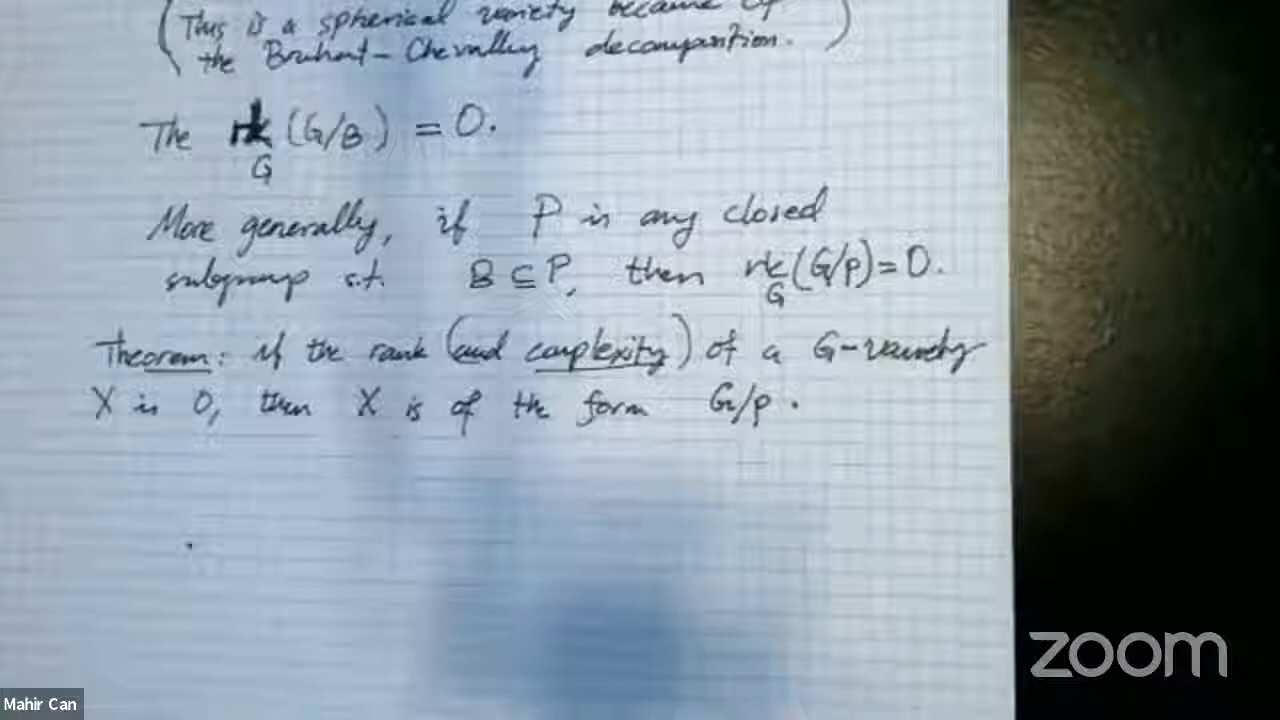 (This is a spherical variety because of
the Bruhat-Chevalley decomposition. )
The rk (G/B) = 0.
G
More generally, if P is any closed
subgroup s.t. B ⊆ P, then rk (G/P) = 0.
G
Theorem: if the rank (and complexity) of a G-variety
X is 0, then X is of the form G/P.
zoom
Mahir Can